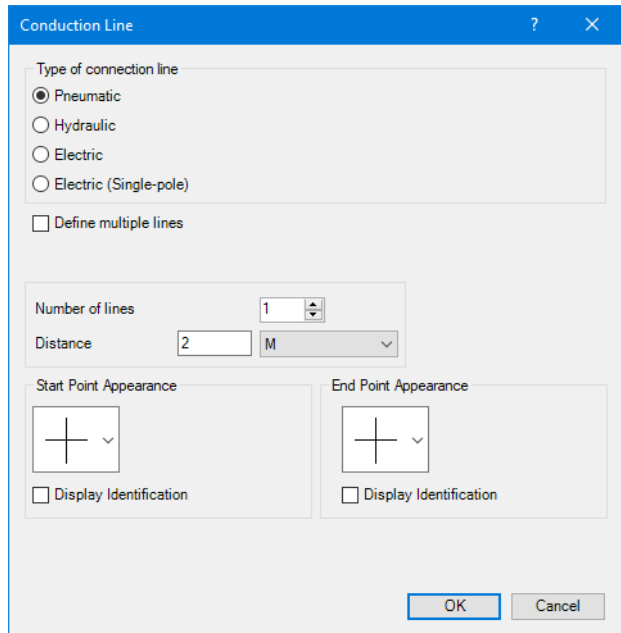 Conduction Line ?
Type of connection line
Pneumatic
Hydraulic
Electric
Electric (Single-pole)
Define multiple lines
Number of lines 1
Distance 2 M
Start Point Appearance End Point Appearance
Display Identification Display Identification
OK Cancel